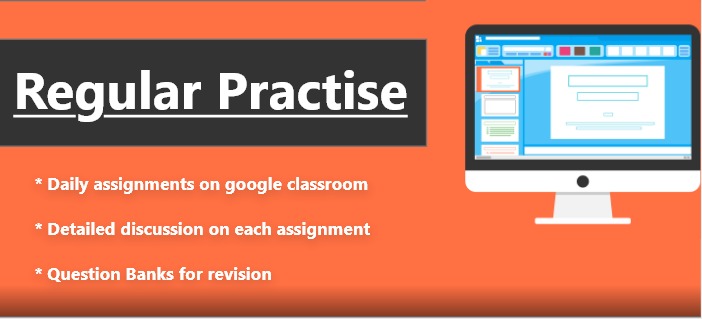 Regular Practise
* Daily assignments on google classroom
* Detailed discussion on each assignment
* Question Banks for revision